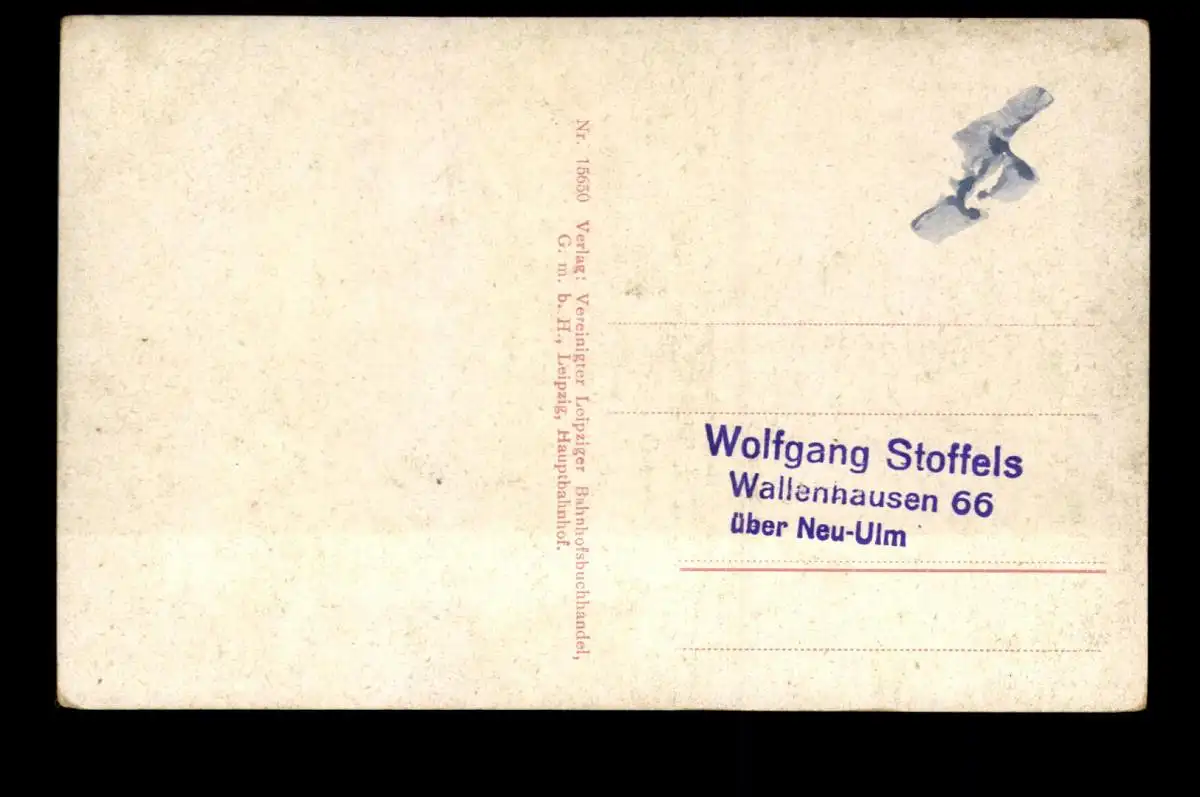 Nr. 15650 Verlag: Vereinigter Leipziger Bahnhofsbuchhandel,
G. m. b. H., Leipzig, Hauptbahnhof.
Wolfgang Stoffels
Wallenhausen 66
über Neu-Ulm